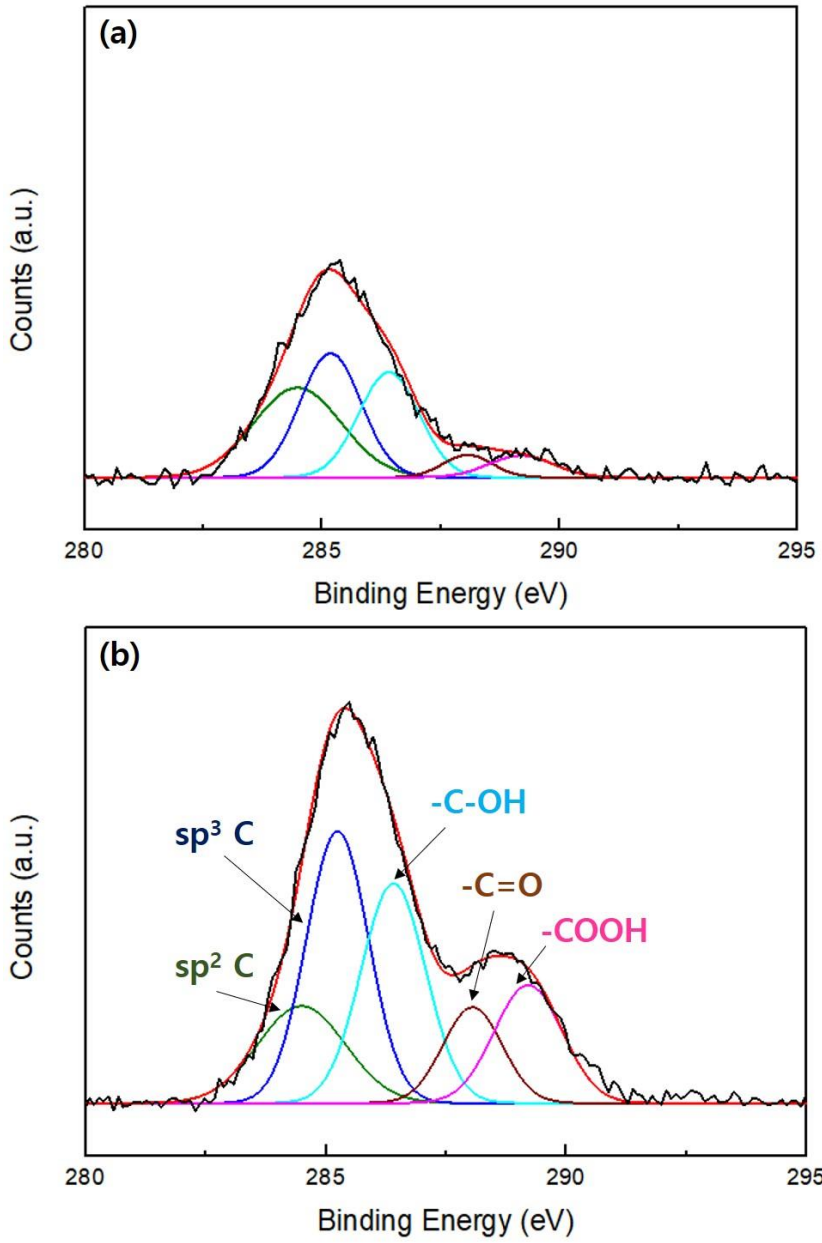 (a)
Counts (a.u.)
280 285 290 295
Binding Energy (eV)
(b)
-C-OH
sp³ C
-C=O
-COOH
sp² C
Counts (a.u.)
280 285 290 295
Binding Energy (eV)